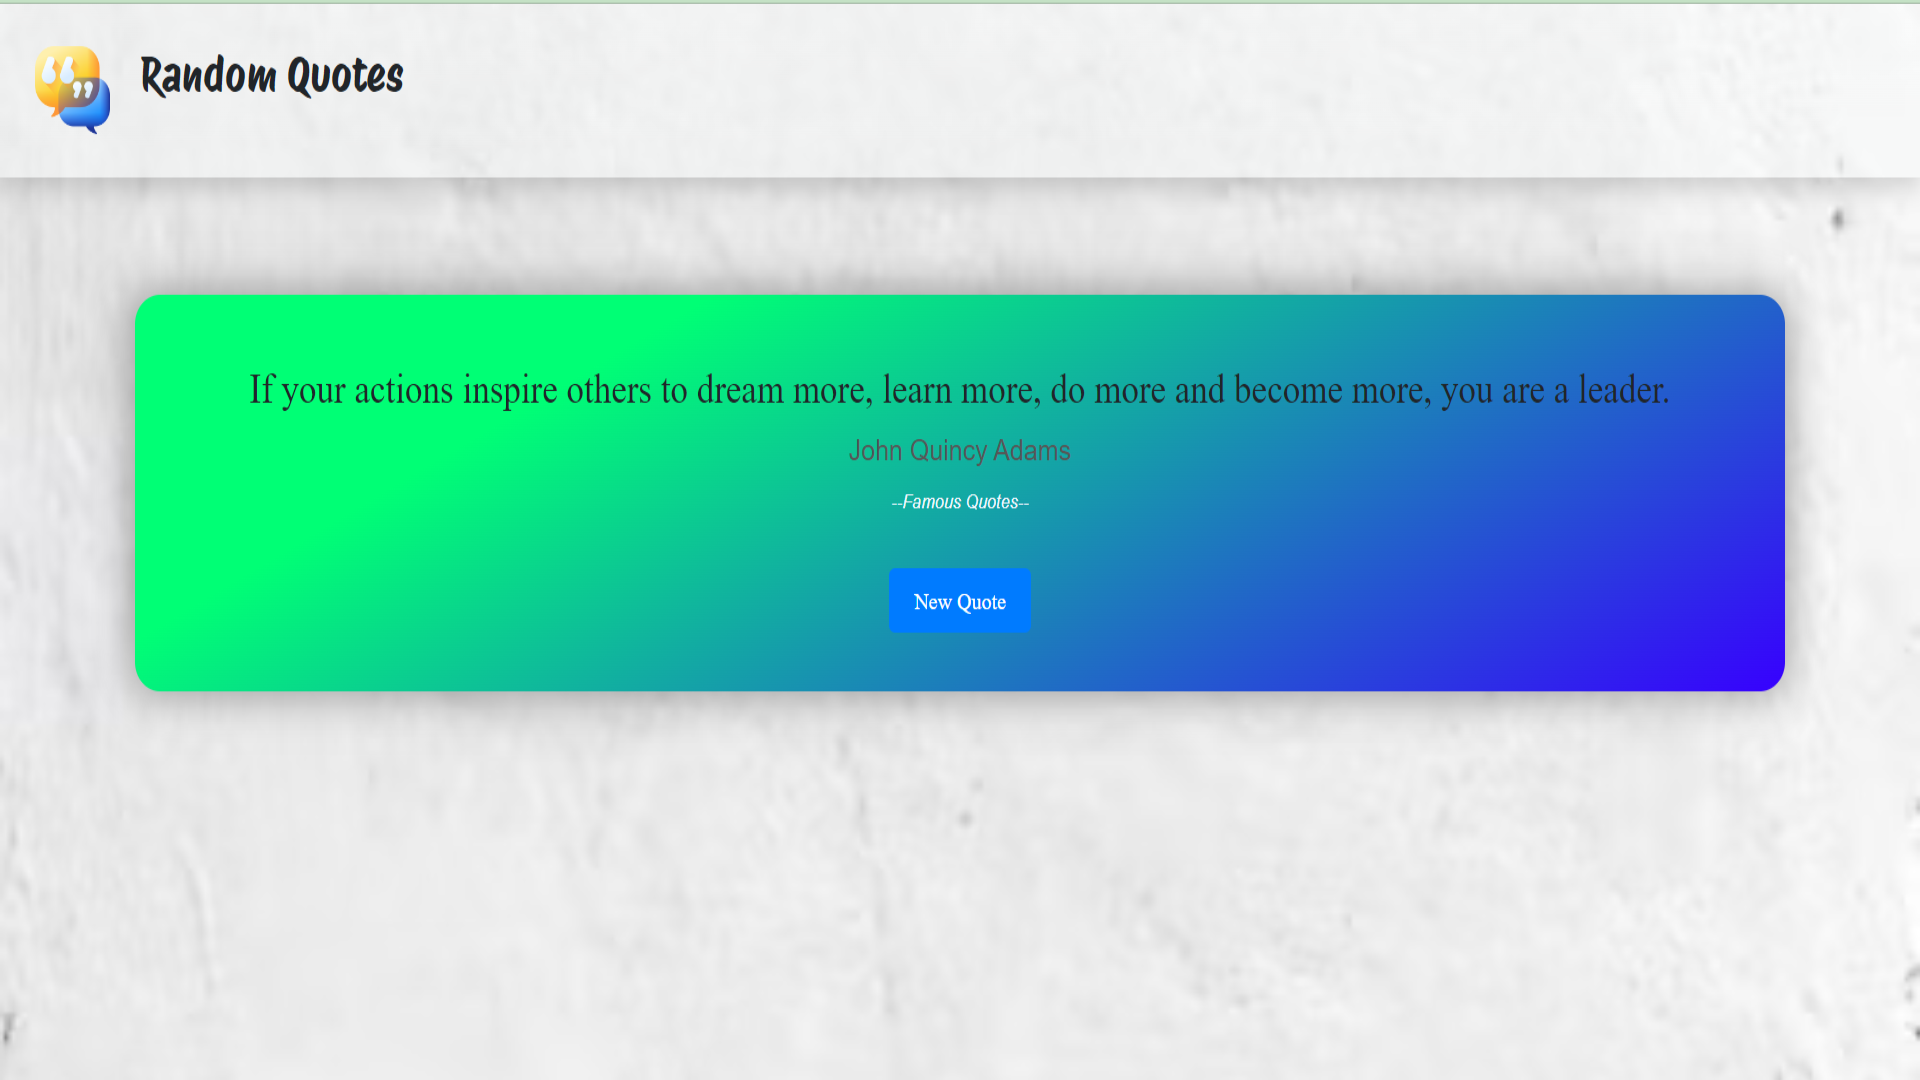 Random Quotes
If your actions inspire others to dream more, learn more, do more and become more, you are a leader.
John Quincy Adams
--Famous Quotes--
New Quote